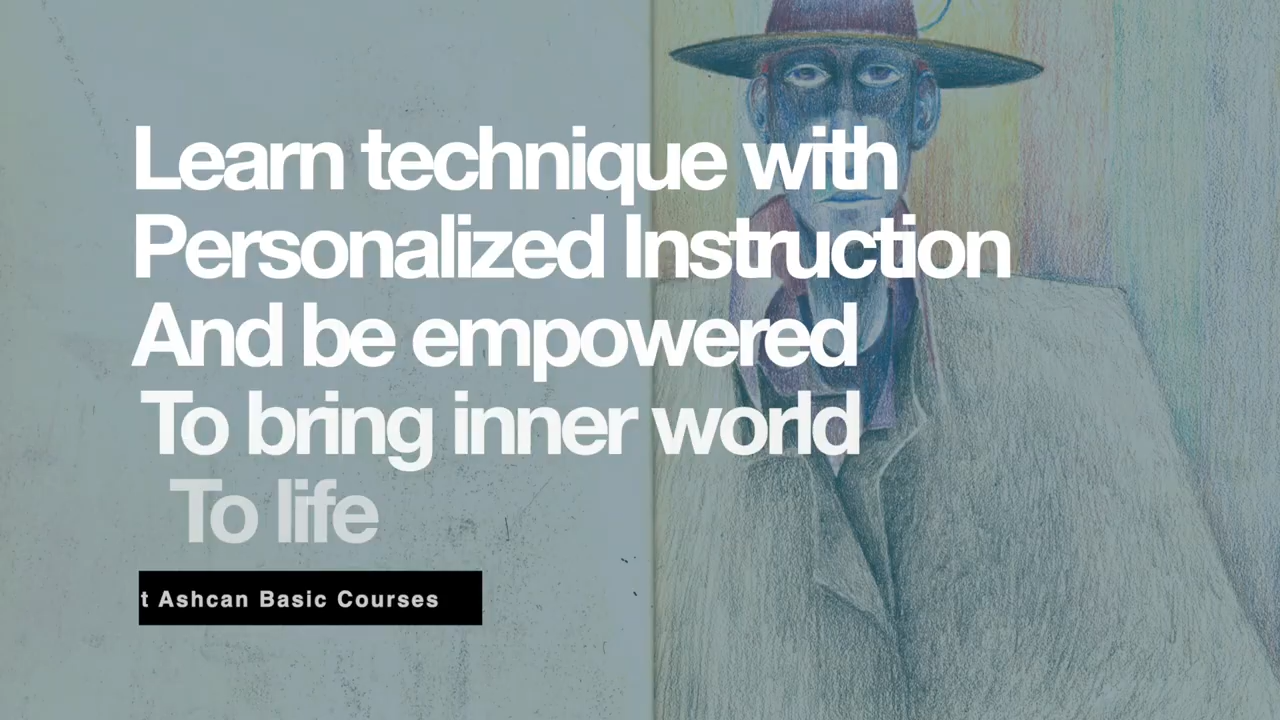 Learn technique with
Personalized Instruction
And be empowered
To bring inner world
To life
t Ashcan Basic Courses